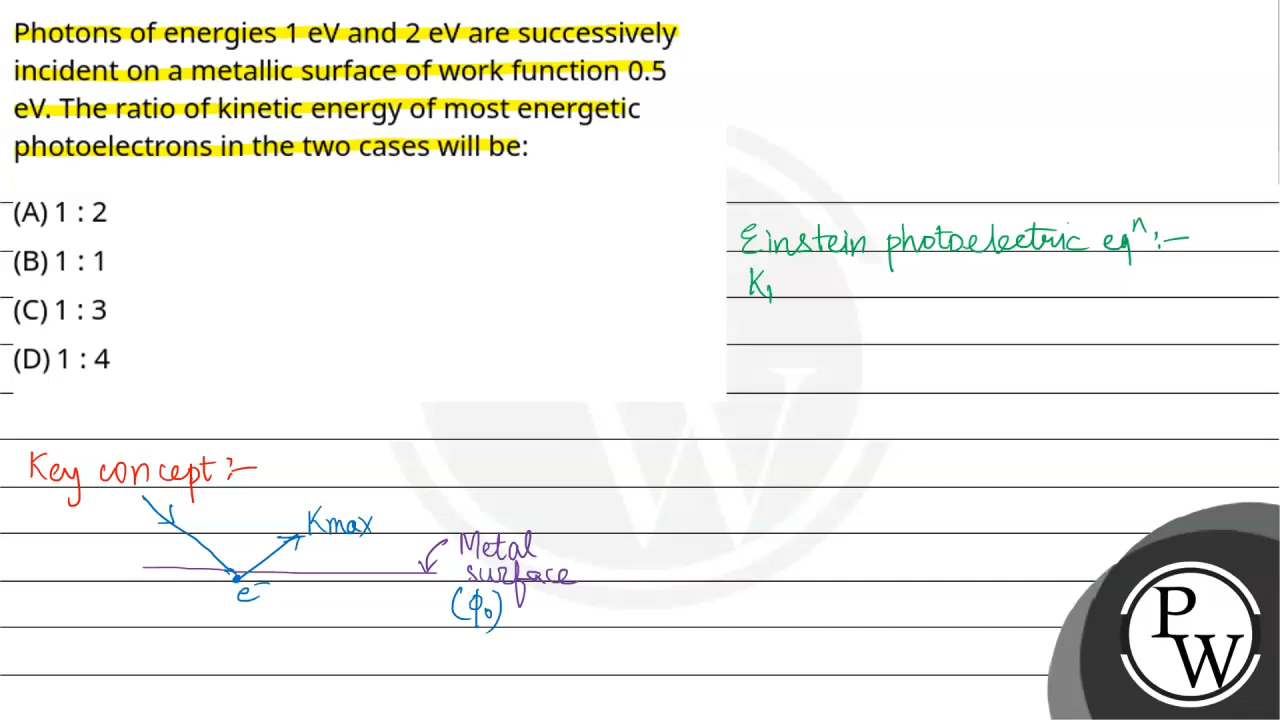 Photons of energies 1 eV and 2 eV are successively
incident on a metallic surface of work function 0.5
eV. The ratio of kinetic energy of most energetic
photoelectrons in the two cases will be:
(A) 1 : 2
(B) 1 : 1
(C) 1 : 3
(D) 1 : 4
Einstein photoelectric eqⁿ :-
K₁
Key concept :-
Kmax
Metal
surface
e⁻
(ϕ₀)
P
W